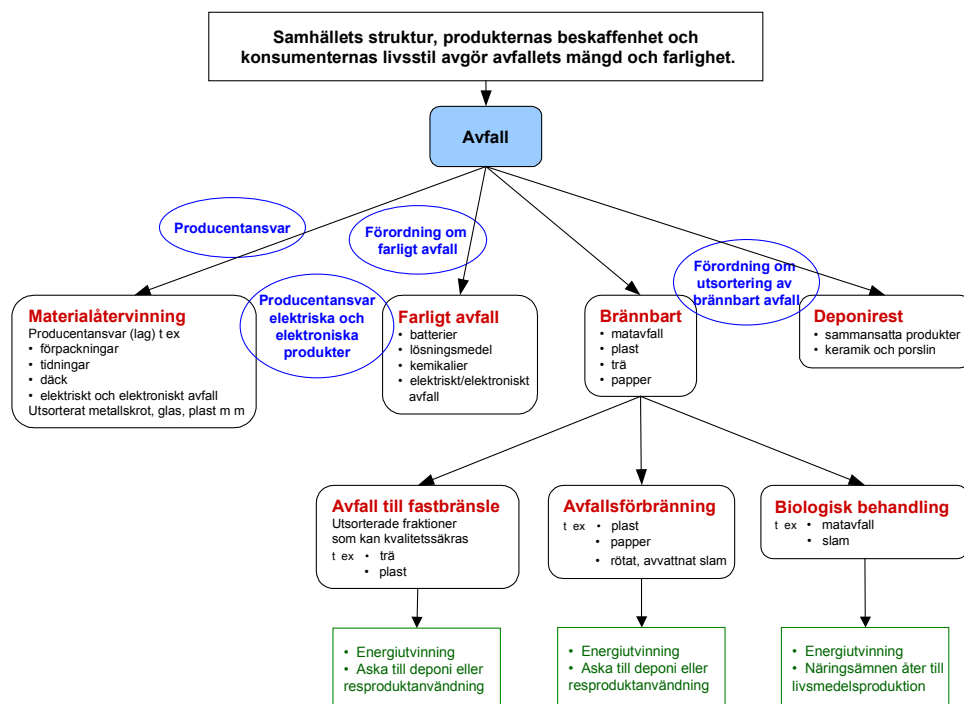 Samhällets struktur, produkternas beskaffenhet och
konsumenternas livsstil avgör avfallets mängd och farlighet.
Avfall
Producentansvar
Förordning om
farligt avfall
Förordning om
utsortering av
brännbart avfall
Producentansvar
elektriska och
elektroniska
produkter
Materialåtervinning
Producentansvar (lag) t ex
• förpackningar
• tidningar
• däck
• elektriskt och elektroniskt avfall
Utsorterat metallskrot, glas, plast m m
Farligt avfall
• batterier
• lösningsmedel
• kemikalier
• elektriskt/elektroniskt
avfall
Brännbart
• matavfall
• plast
• trä
• papper
Deponirest
• sammansatta produkter
• keramik och porslin
Avfall till fastbränsle
Utsorterade fraktioner
som kan kvalitetssäkras
t ex • trä
• plast
Avfallsförbränning
t ex • plast
• papper
• rötat, avvattnat slam
Biologisk behandling
t ex • matavfall
• slam
• Energiutvinning
• Aska till deponi eller
resproduktanvändning
• Energiutvinning
• Aska till deponi eller
resproduktanvändning
• Energiutvinning
• Näringsämnen åter till
livsmedelsproduktion